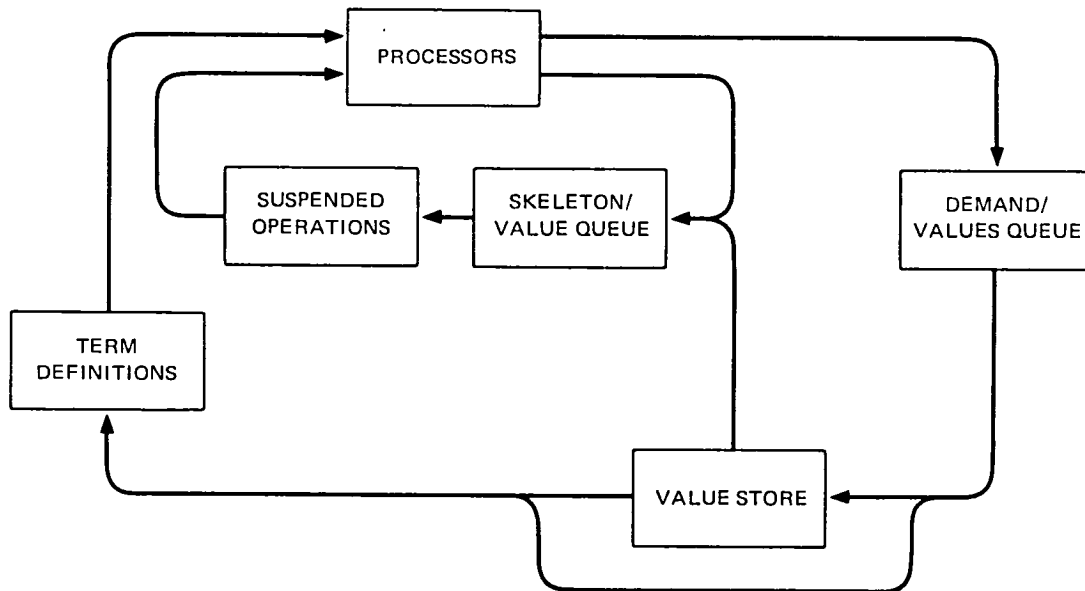 PROCESSORS
SUSPENDED
OPERATIONS
SKELETON/
VALUE QUEUE
DEMAND/
VALUES QUEUE
TERM
DEFINITIONS
VALUE STORE